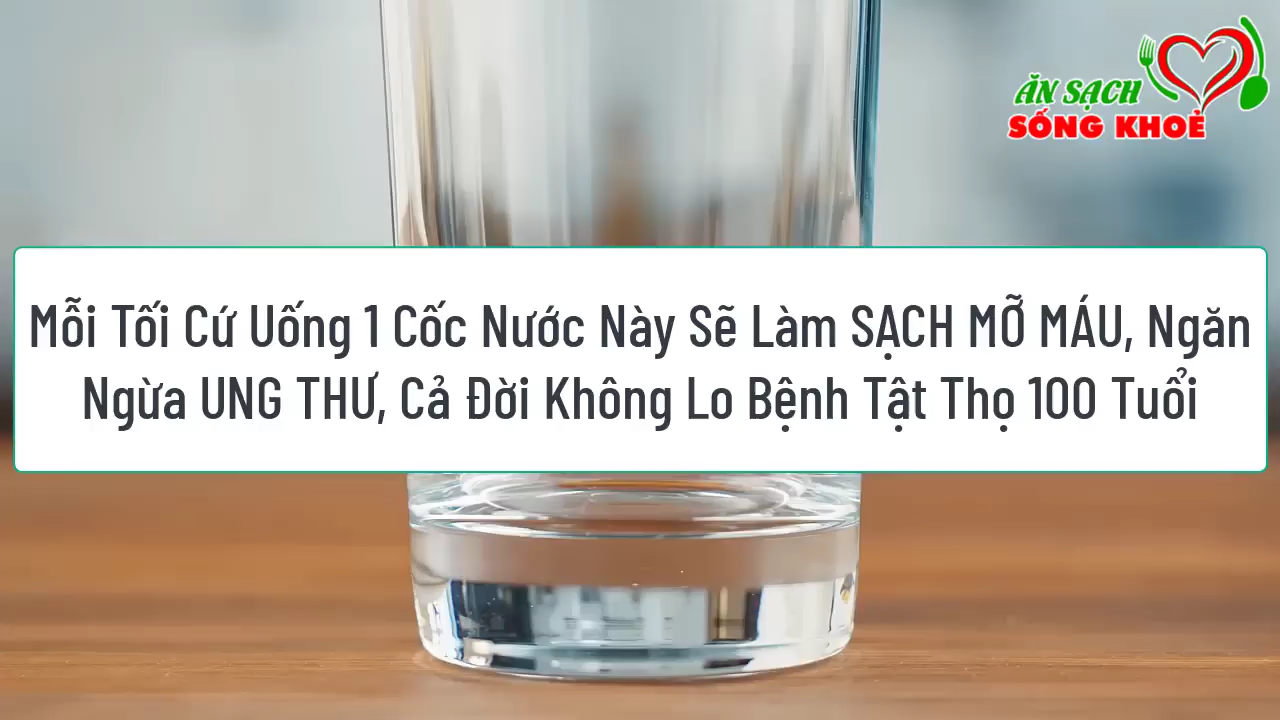 ĂN SẠCH
SỐNG KHOẺ
Mỗi Tối Cứ Uống 1 Cốc Nước Này Sẽ Làm SẠCH MỠ MÁU, Ngăn
Ngừa UNG THƯ, Cả Đời Không Lo Bệnh Tật Thọ 100 Tuổi